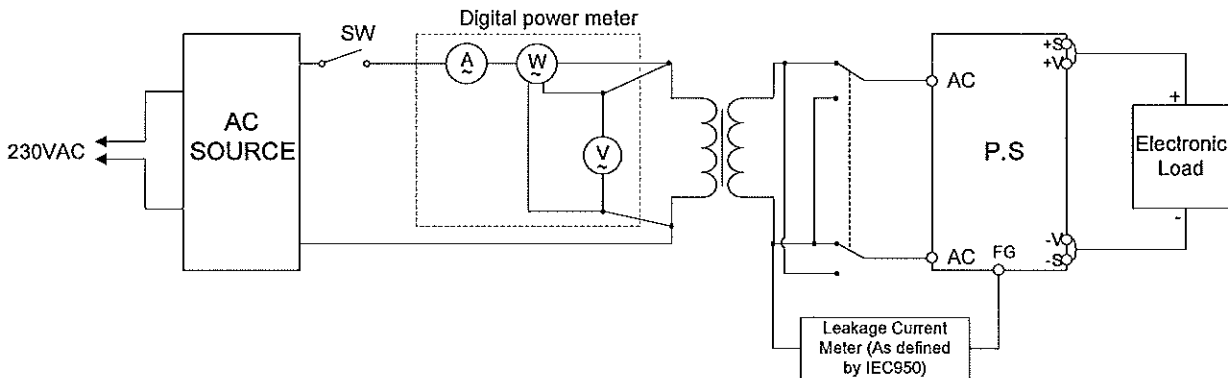 Digital power meter
SW
A
~
W
~
V
~
AC
SOURCE
230VAC
AC
AC
P.S
+S
+V
-V
-S
FG
+
-
Electronic
Load
Leakage Current
Meter (As defined
by IEC950)